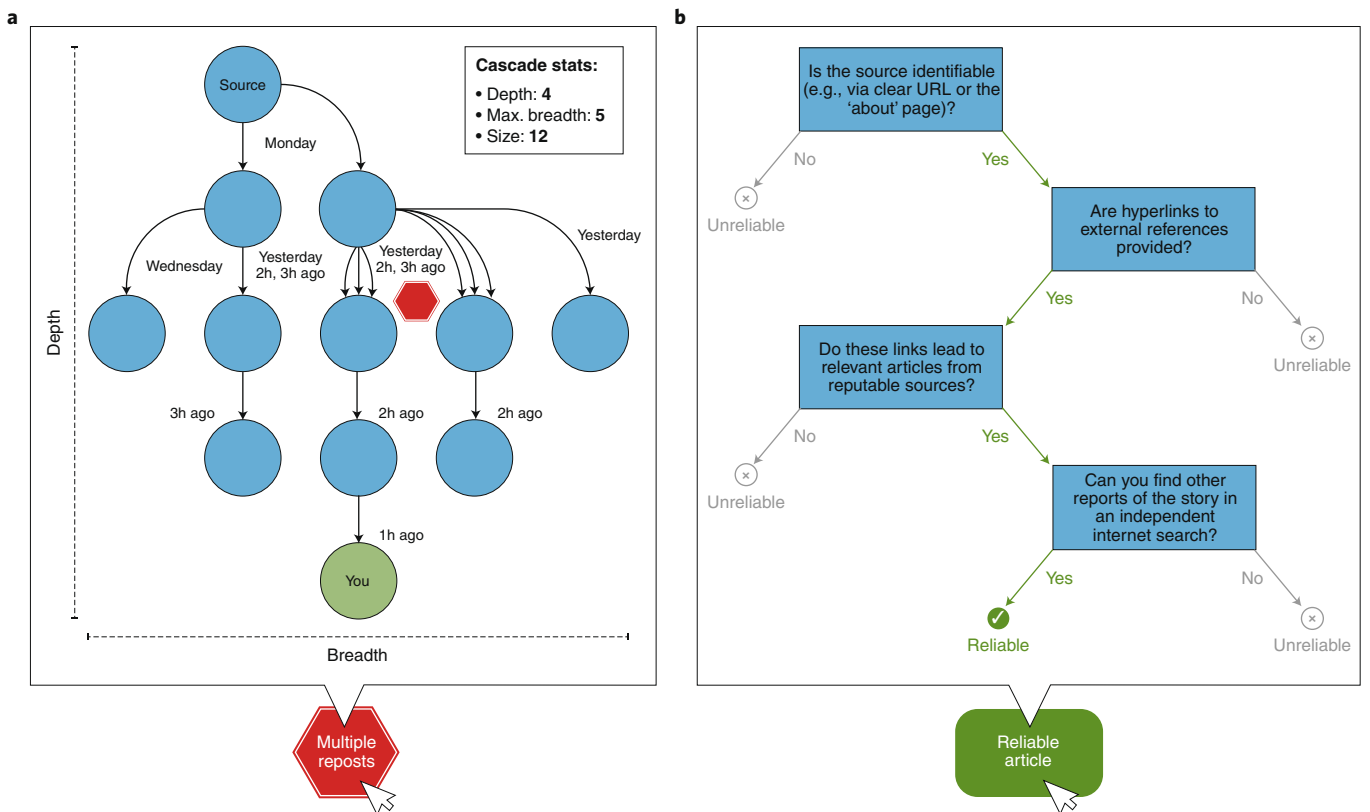 a
Source
Cascade stats:
• Depth: 4
• Max. breadth: 5
• Size: 12
Monday
Wednesday
Yesterday
2h, 3h ago
Yesterday
2h, 3h ago
Yesterday
Depth
3h ago
2h ago
2h ago
1h ago
You
Breadth
Multiple
reposts
b
Is the source identifiable
(e.g., via clear URL or the
‘about’ page)?
No
Yes
Unreliable
Are hyperlinks to
external references
provided?
Yes
No
Unreliable
Do these links lead to
relevant articles from
reputable sources?
No
Yes
Unreliable
Can you find other
reports of the story in
an independent
internet search?
Yes
No
Reliable
Unreliable
Reliable
article